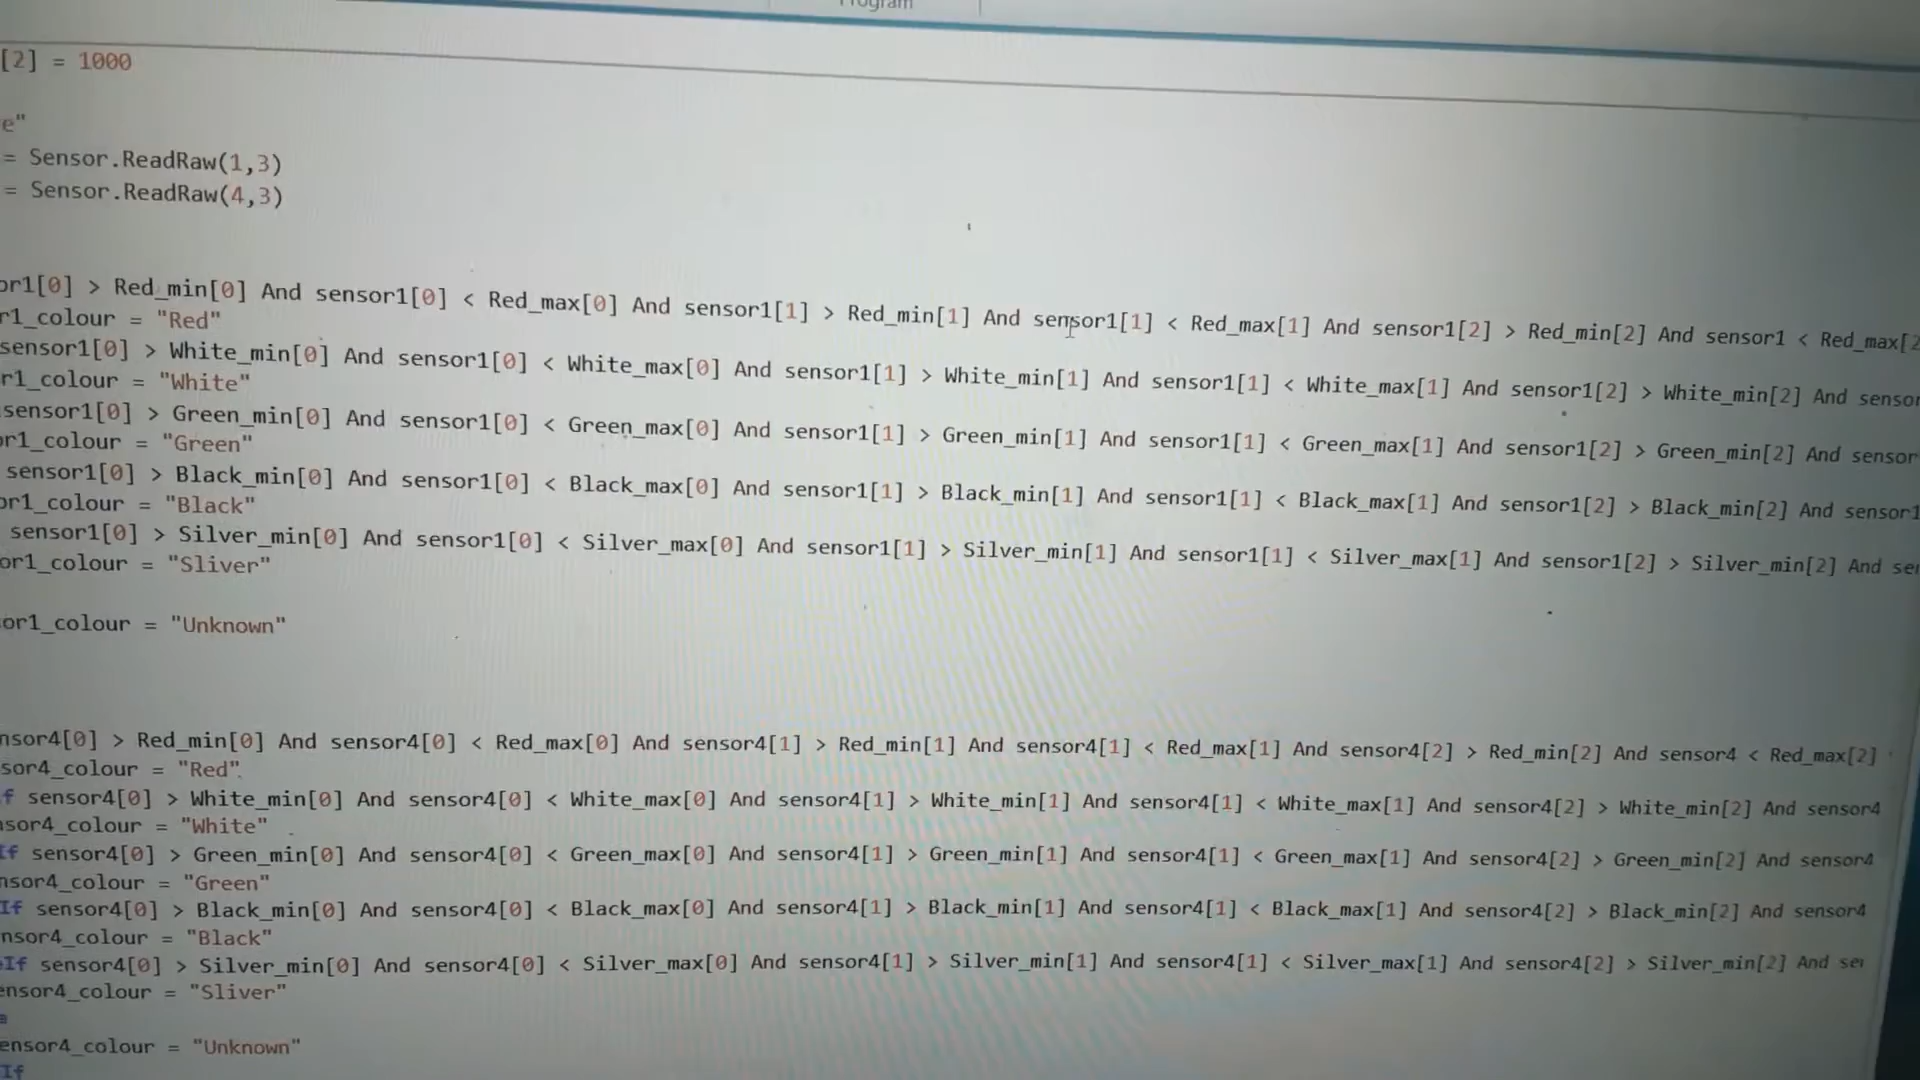 Program
[2] = 1000
e"
= Sensor.ReadRaw(1,3)
= Sensor.ReadRaw(4,3)
or1[0] > Red_min[0] And sensor1[0] < Red_max[0] And sensor1[1] > Red_min[1] And sensor1[1] < Red_max[1] And sensor1[2] > Red_min[2] And sensor1 < Red_max[2
r1_colour = "Red"
sensor1[0] > White_min[0] And sensor1[0] < White_max[0] And sensor1[1] > White_min[1] And sensor1[1] < White_max[1] And sensor1[2] > White_min[2] And sensor
r1_colour = "White"
sensor1[0] > Green_min[0] And sensor1[0] < Green_max[0] And sensor1[1] > Green_min[1] And sensor1[1] < Green_max[1] And sensor1[2] > Green_min[2] And sensor
or1_colour = "Green"
sensor1[0] > Black_min[0] And sensor1[0] < Black_max[0] And sensor1[1] > Black_min[1] And sensor1[1] < Black_max[1] And sensor1[2] > Black_min[2] And sensor1
or1_colour = "Black"
sensor1[0] > Silver_min[0] And sensor1[0] < Silver_max[0] And sensor1[1] > Silver_min[1] And sensor1[1] < Silver_max[1] And sensor1[2] > Silver_min[2] And sen
or1_colour = "Sliver"
or1_colour = "Unknown"
nsor4[0] > Red_min[0] And sensor4[0] < Red_max[0] And sensor4[1] > Red_min[1] And sensor4[1] < Red_max[1] And sensor4[2] > Red_min[2] And sensor4 < Red_max[2]
sor4_colour = "Red"
f sensor4[0] > White_min[0] And sensor4[0] < White_max[0] And sensor4[1] > White_min[1] And sensor4[1] < White_max[1] And sensor4[2] > White_min[2] And sensor4
nsor4_colour = "White"
If sensor4[0] > Green_min[0] And sensor4[0] < Green_max[0] And sensor4[1] > Green_min[1] And sensor4[1] < Green_max[1] And sensor4[2] > Green_min[2] And sensor4
nsor4_colour = "Green"
If sensor4[0] > Black_min[0] And sensor4[0] < Black_max[0] And sensor4[1] > Black_min[1] And sensor4[1] < Black_max[1] And sensor4[2] > Black_min[2] And sensor4
nsor4_colour = "Black"
eIf sensor4[0] > Silver_min[0] And sensor4[0] < Silver_max[0] And sensor4[1] > Silver_min[1] And sensor4[1] < Silver_max[1] And sensor4[2] > Silver_min[2] And sen
ensor4_colour = "Sliver"
e
ensor4_colour = "Unknown"
If